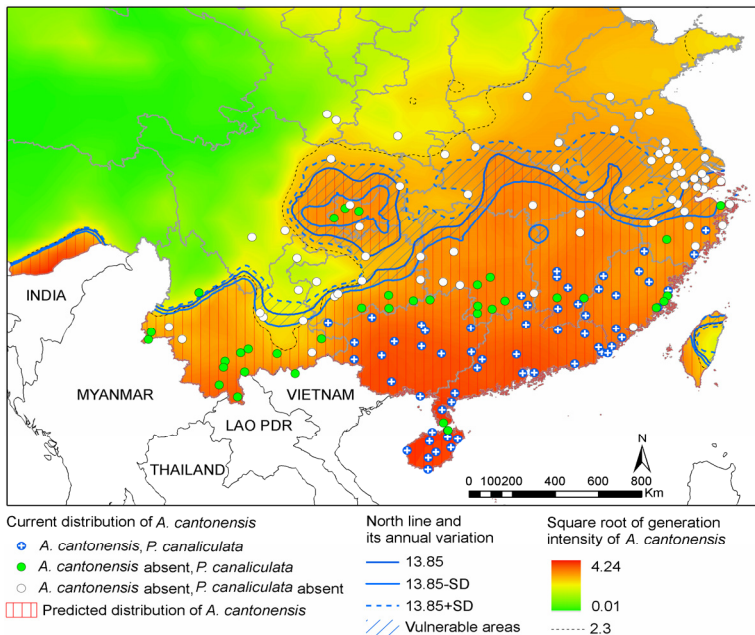 INDIA
MYANMAR
VIETNAM
LAO PDR
THAILAND
N
0 100200 400 600 800
Km
Current distribution of A. cantonensis
A. cantonensis, P. canaliculata
A. cantonensis absent, P. canaliculata
A. cantonensis absent, P. canaliculata absent
Predicted distribution of A. cantonensis
North line and
its annual variation
13.85
13.85-SD
13.85+SD
Vulnerable areas
Square root of generation
intensity of A. cantonensis
4.24
0.01
2.3